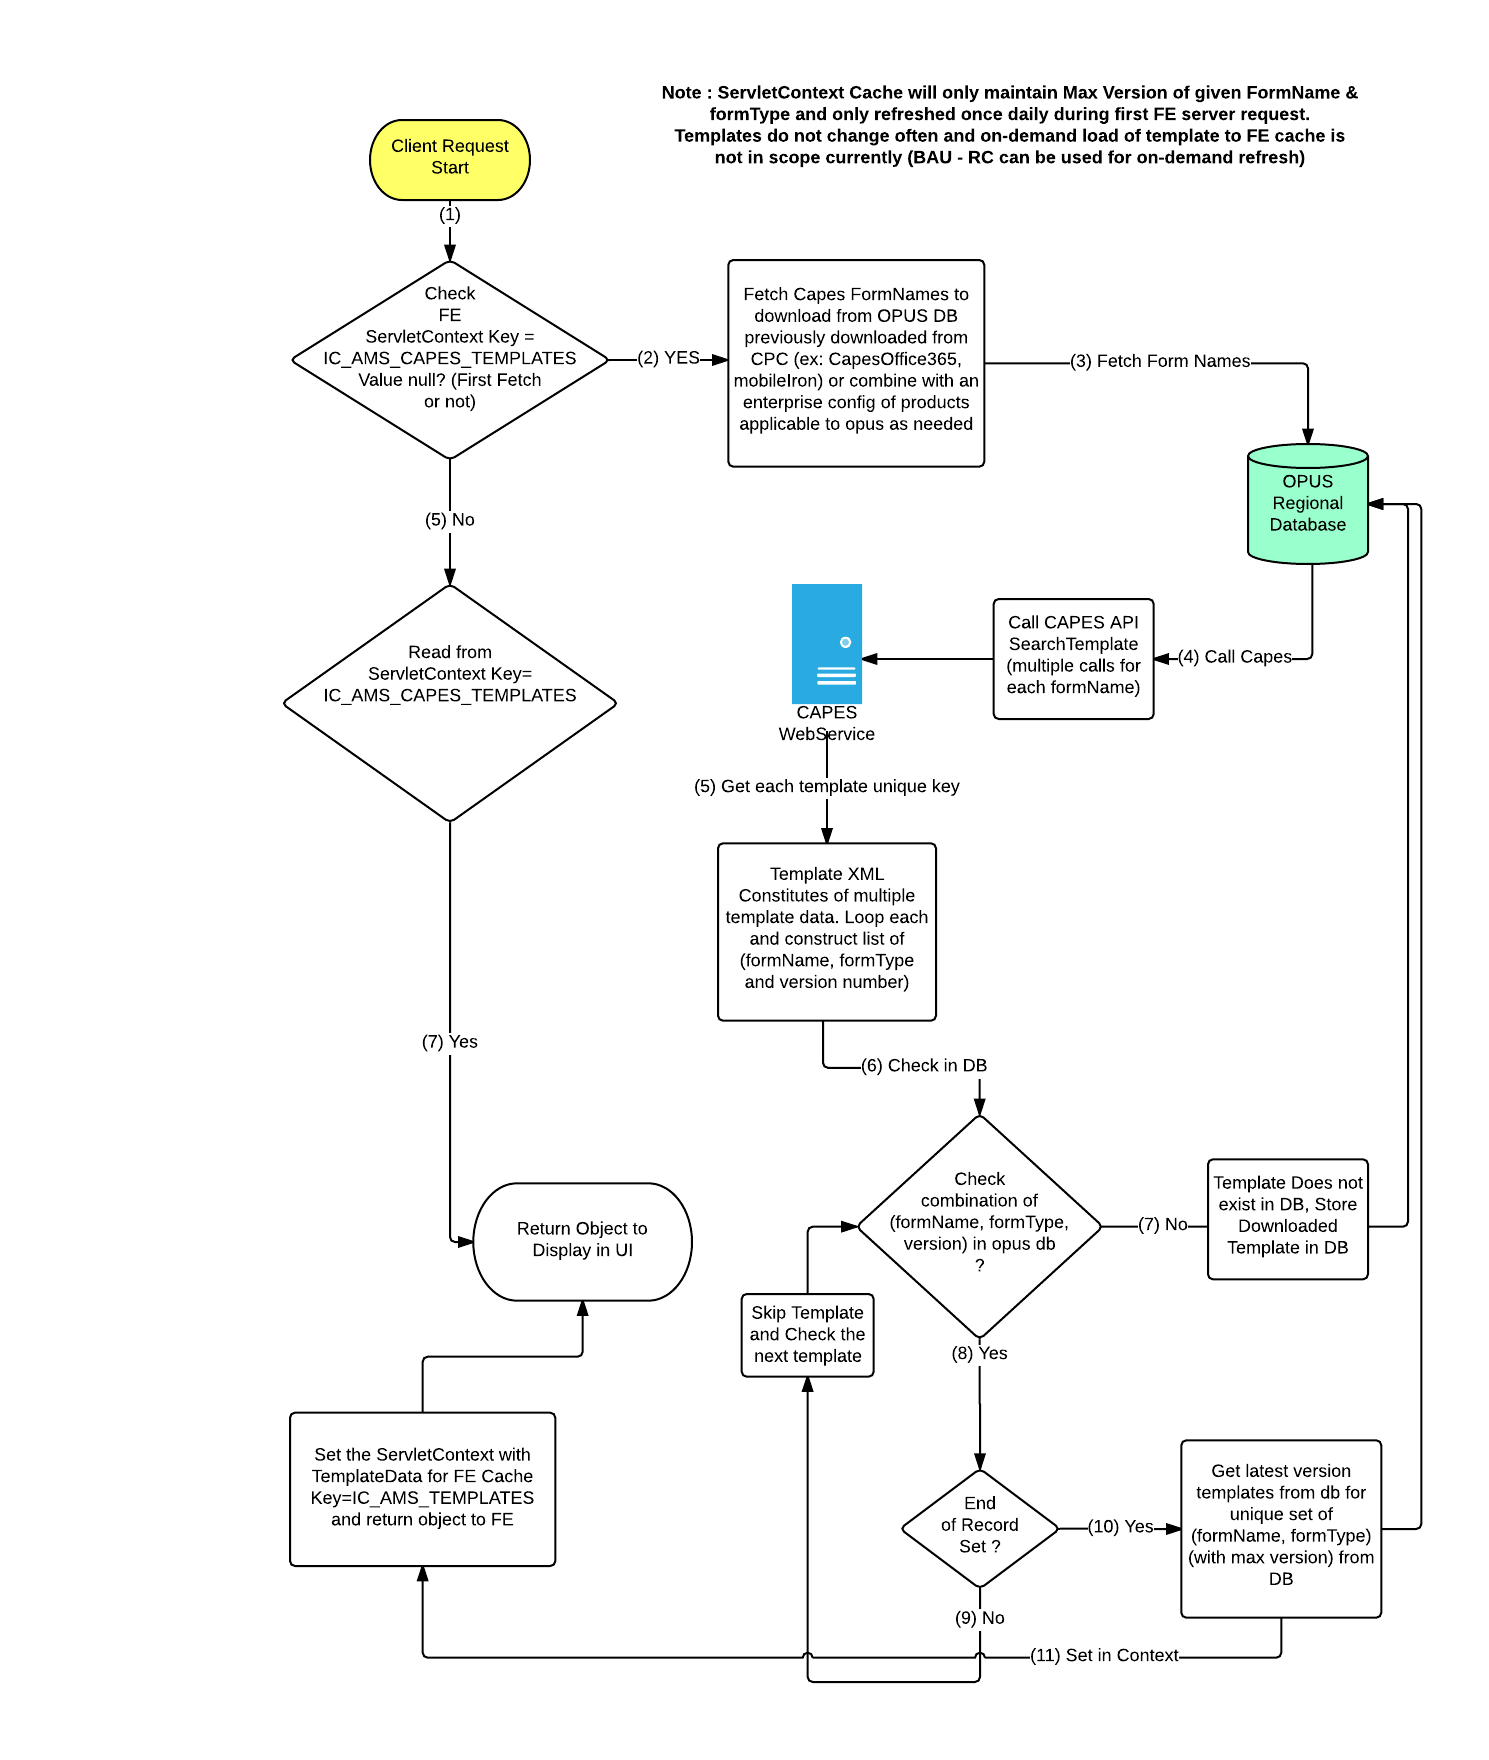 Note : ServletContext Cache will only maintain Max Version of given FormName &
formType and only refreshed once daily during first FE server request.
Templates do not change often and on-demand load of template to FE cache is
not in scope currently (BAU - RC can be used for on-demand refresh)
Client Request
Start
(1)
Check
FE
ServletContext Key =
IC_AMS_CAPES_TEMPLATES
Value null? (First Fetch
or not)
(2) YES
Fetch Capes FormNames to
download from OPUS DB
previously downloaded from
CPC (ex: CapesOffice365,
mobileIron) or combine with an
enterprise config of products
applicable to opus as needed
(3) Fetch Form Names
OPUS
Regional
Database
(5) No
Read from
ServletContext Key=
IC_AMS_CAPES_TEMPLATES
(4) Call Capes
Call CAPES API
SearchTemplate
(multiple calls for
each formName)
CAPES
WebService
(5) Get each template unique key
Template XML
Constitutes of multiple
template data. Loop each
and construct list of
(formName, formType
and version number)
(6) Check in DB
(7) Yes
Check
combination of
(formName, formType,
version) in opus db
?
(7) No
Template Does not
exist in DB, Store
Downloaded
Template in DB
Return Object to
Display in UI
Skip Template
and Check the
next template
(8) Yes
Set the ServletContext with
TemplateData for FE Cache
Key=IC_AMS_TEMPLATES
and return object to FE
End
of Record
Set ?
(10) Yes
Get latest version
templates from db for
unique set of
(formName, formType)
(with max version) from
DB
(9) No
(11) Set in Context